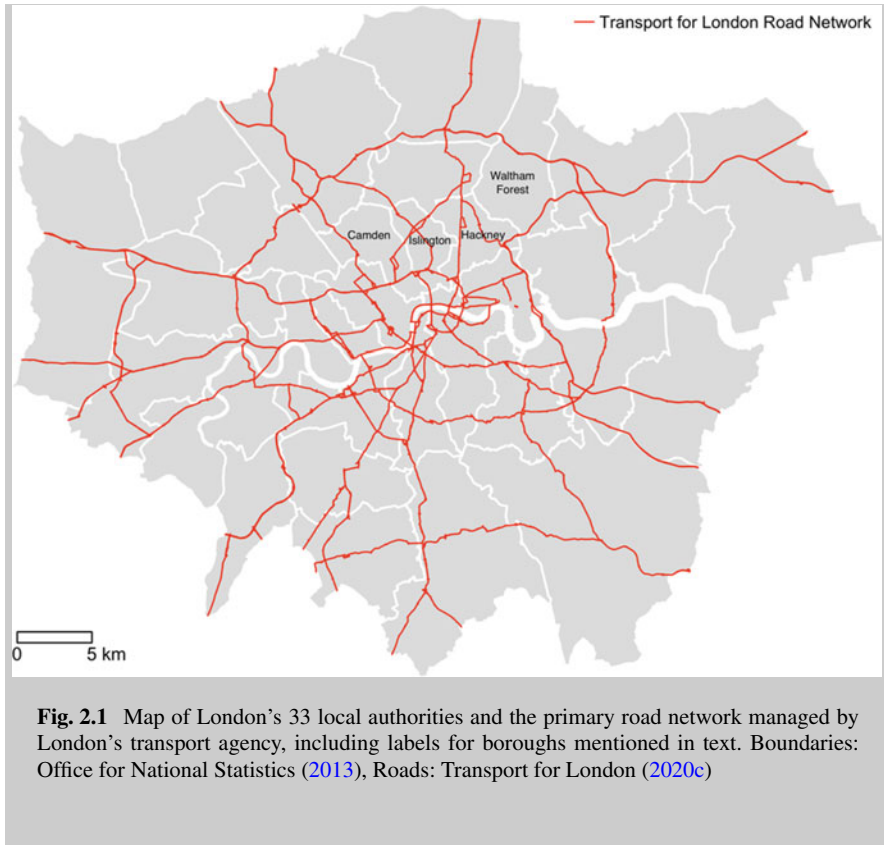 Transport for London Road Network
Waltham
Forest
Camden
Islington
Hackney
0 5 km
Fig. 2.1 Map of London’s 33 local authorities and the primary road network managed by
London’s transport agency, including labels for boroughs mentioned in text. Boundaries:
Office for National Statistics (2013), Roads: Transport for London (2020c)